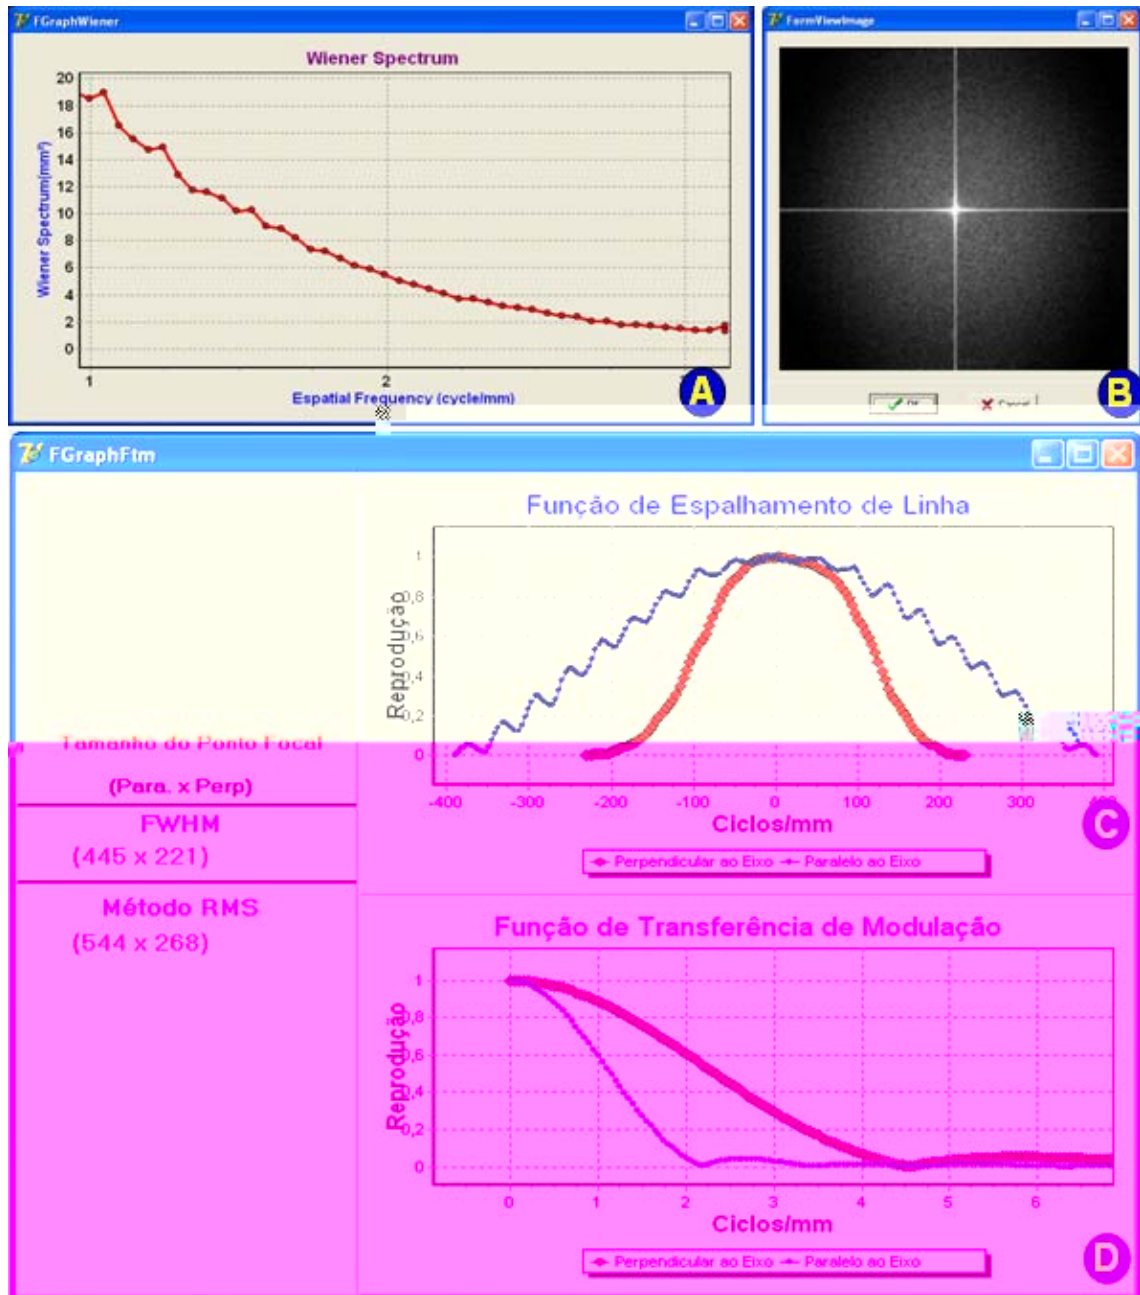 FGraphWiener
Wiener Spectrum
Wiener Spectrum(mm²)
20
18
16
14
12
10
8
6
4
2
0
1
2
Espatial Frequency (cycle/mm)
A
FormViewImage
OK
Cancel
B
FGraphFtm
Tamanho do Ponto Focal
(Para. x Perp)
FWHM
(445 x 221)
Método RMS
(544 x 268)
Função de Espalhamento de Linha
Reprodução
1
0,8
0,6
0,4
0,2
0
-400
-300
-200
-100
0
100
200
300
400
Ciclos/mm
Perpendicular ao Eixo
Paralelo ao Eixo
C
Função de Transferência de Modulação
Reprodução
1
0,8
0,6
0,4
0,2
0
0
1
2
3
4
5
6
Ciclos/mm
Perpendicular ao Eixo
Paralelo ao Eixo
D